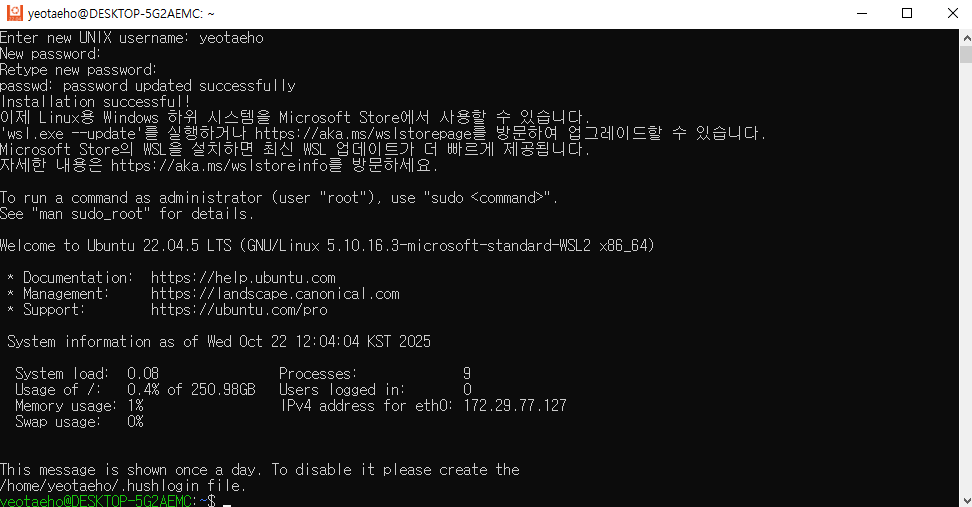 yeotaeho@DESKTOP-5G2AEMC: ~
Enter new UNIX username: yeotaeho
New password:
Retype new password:
passwd: password updated successfully
Installation successful!
이제 Linux용 Windows 하위 시스템을 Microsoft Store에서 사용할 수 있습니다.
'wsl.exe --update'를 실행하거나 https://aka.ms/wslstorepage를 방문하여 업그레이드할 수 있습니다.
Microsoft Store의 WSL을 설치하면 최신 WSL 업데이트가 더 빠르게 제공됩니다.
자세한 내용은 https://aka.ms/wslstoreinfo를 방문하세요.
To run a command as administrator (user "root"), use "sudo <command>".
See "man sudo_root" for details.
Welcome to Ubuntu 22.04.5 LTS (GNU/Linux 5.10.16.3-microsoft-standard-WSL2 x86_64)
* Documentation:  https://help.ubuntu.com
* Management:     https://landscape.canonical.com
* Support:        https://ubuntu.com/pro
System information as of Wed Oct 22 12:04:04 KST 2025
System load:  0.08                Processes:              9
Usage of /:   0.4% of 250.98GB   Users logged in:        0
Memory usage: 1%                  IPv4 address for eth0: 172.29.77.127
Swap usage:   0%
This message is shown once a day. To disable it please create the
/home/yeotaeho/.hushlogin file.
yeotaeho@DESKTOP-5G2AEMC:~$